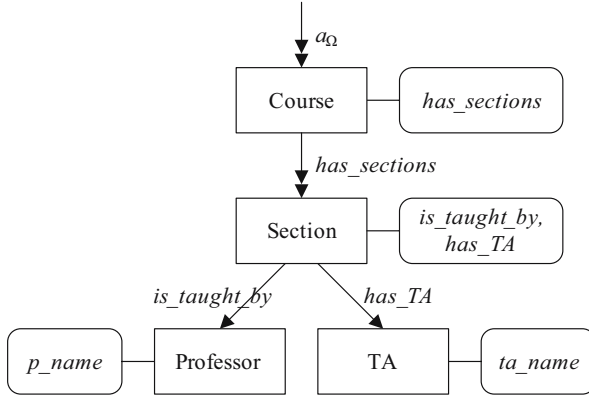 aΩ
Course
has_sections
has_sections
Section
is_taught_by,
has_TA
is_taught_by
has_TA
p_name
Professor
TA
ta_name